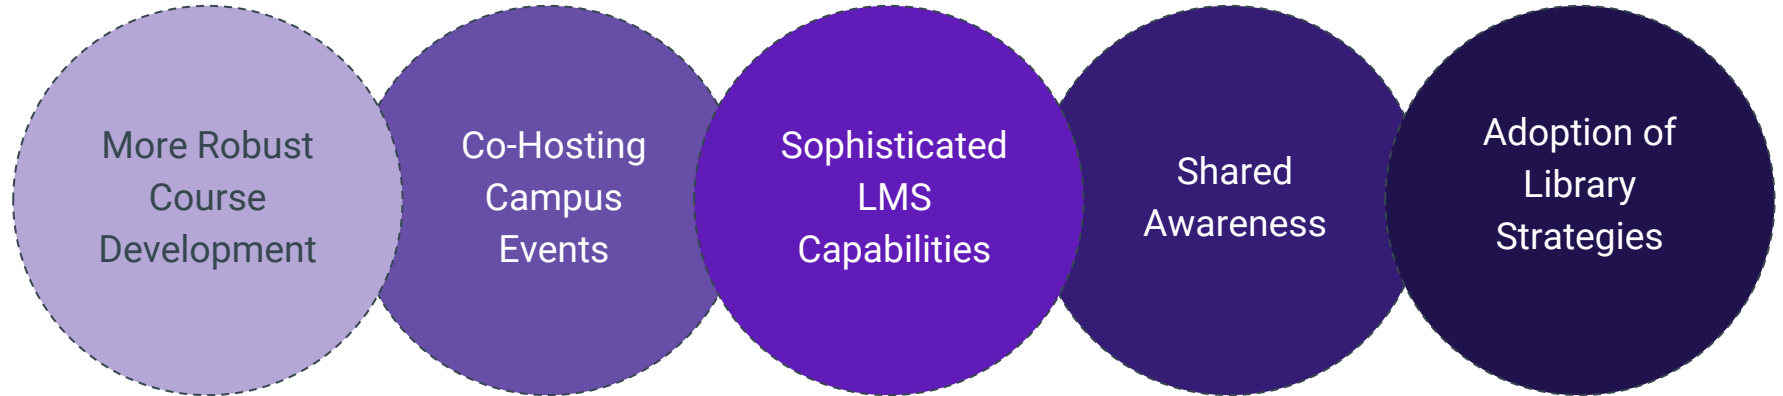 More Robust
Course
Development
Co-Hosting
Campus
Events
Sophisticated
LMS
Capabilities
Shared
Awareness
Adoption of
Library
Strategies